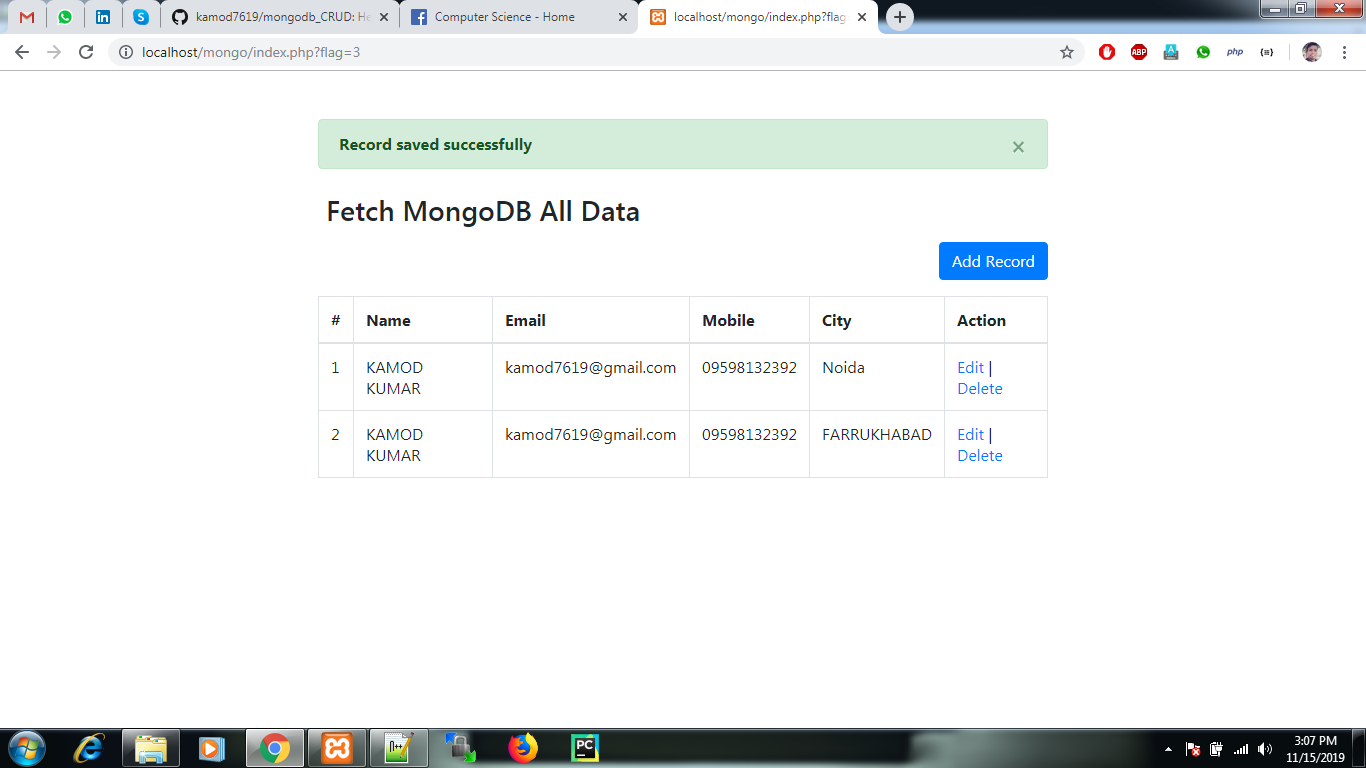 kamod7619/mongodb_CRUD: He
Computer Science - Home
localhost/mongo/index.php?flag
localhost/mongo/index.php?flag=3
ABP
php
Record saved successfully
×
Fetch MongoDB All Data
Add Record
# Name Email Mobile City Action
1 KAMOD KUMAR kamod7619@gmail.com 09598132392 Noida Edit | Delete
2 KAMOD KUMAR kamod7619@gmail.com 09598132392 FARRUKHABAD Edit | Delete
PC
3:07 PM
11/15/2019